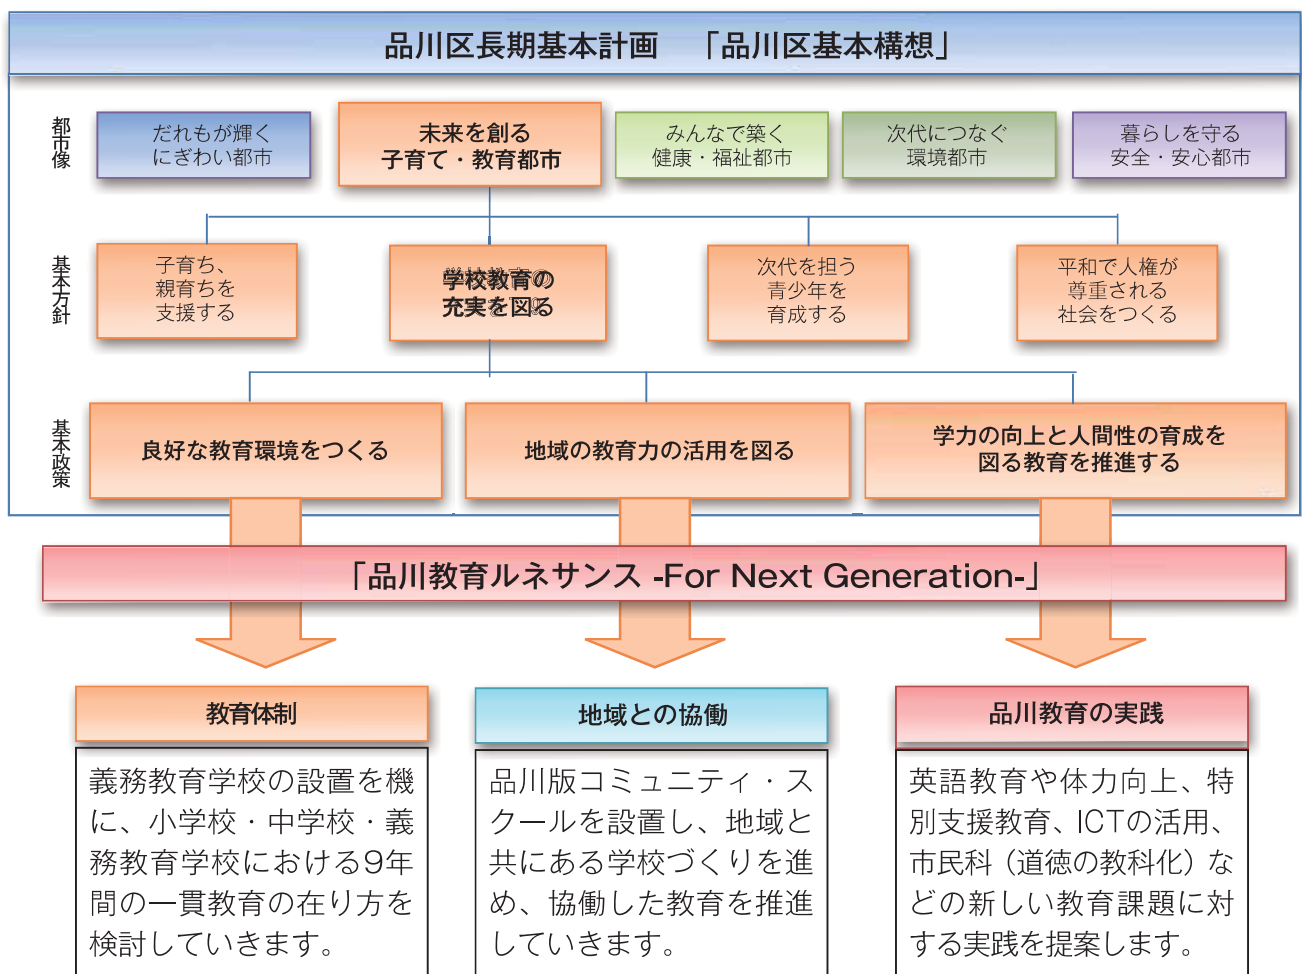 品川区長期基本計画　「品川区基本構想」
都市像
だれもが輝く
にぎわい都市
未来を創る
子育て・教育都市
みんなで築く
健康・福祉都市
次代につなぐ
環境都市
暮らしを守る
安全・安心都市
基本方針
子育ち、
親育ちを
支援する
学校教育の
充実を図る
次代を担う
青少年を
育成する
平和で人権が
尊重される
社会をつくる
基本政策
良好な教育環境をつくる
地域の教育力の活用を図る
学力の向上と人間性の育成を
図る教育を推進する
「品川教育ルネサンス -For Next Generation-」
教育体制
義務教育学校の設置を機
に、小学校・中学校・義
務教育学校における9年
間の一貫教育の在り方を
検討していきます。
地域との協働
品川版コミュニティ・ス
クールを設置し、地域と
共にある学校づくりを進
め、協働した教育を推進
していきます。
品川教育の実践
英語教育や体力向上、特
別支援教育、ICTの活用、
市民科（道徳の教科化）な
どの新しい教育課題に対
する実践を提案します。